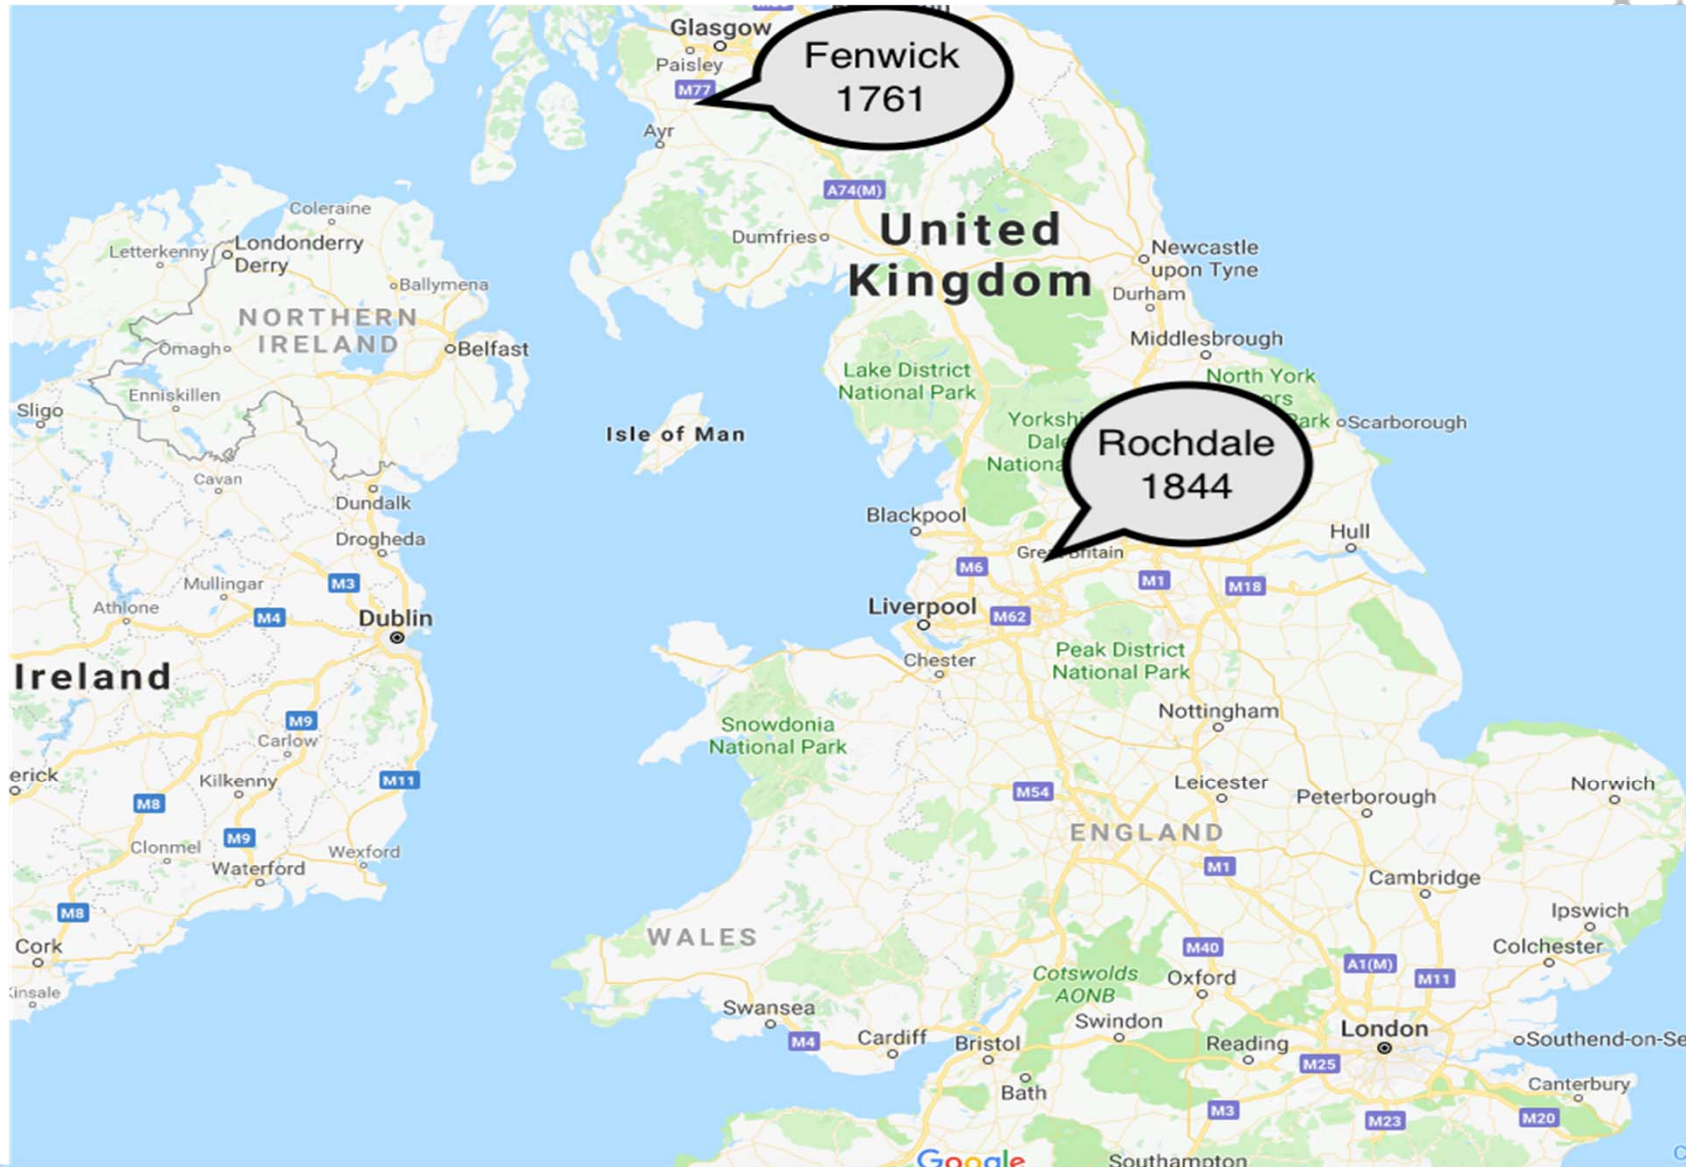 Glasgow
Paisley
M77
Fenwick
1761
Ayr
A74(M)
Coleraine
Letterkenny
Londonderry
Derry
Dumfries
United
Kingdom
Newcastle
upon Tyne
Ballymena
Durham
NORTHERN
IRELAND
Omagh
Belfast
Middlesbrough
Lake District
National Park
North York
Park
Enniskillen
Sligo
Isle of Man
Scarborough
Rochdale
1844
Cavan
Dundalk
Blackpool
Drogheda
Hull
Great Britain
M6
M1
M18
Mullingar
M3
Athlone
M4
Dublin
Liverpool
M62
Chester
Peak District
National Park
Ireland
Snowdonia
National Park
Nottingham
M9
Carlow
erick
Kilkenny
M11
M8
M54
Leicester
Peterborough
Norwich
M9
ENGLAND
Clonmel
Wexford
Waterford
M1
Cambridge
M8
Ipswich
WALES
Cork
M40
Colchester
Cotswolds
AONB
Oxford
A1(M)
M11
Kinsale
Swansea
Swindon
London
M4
Cardiff
Bristol
Reading
M25
Southend-on-Se
Bath
Canterbury
M3
M23
M20
Google
Southampton